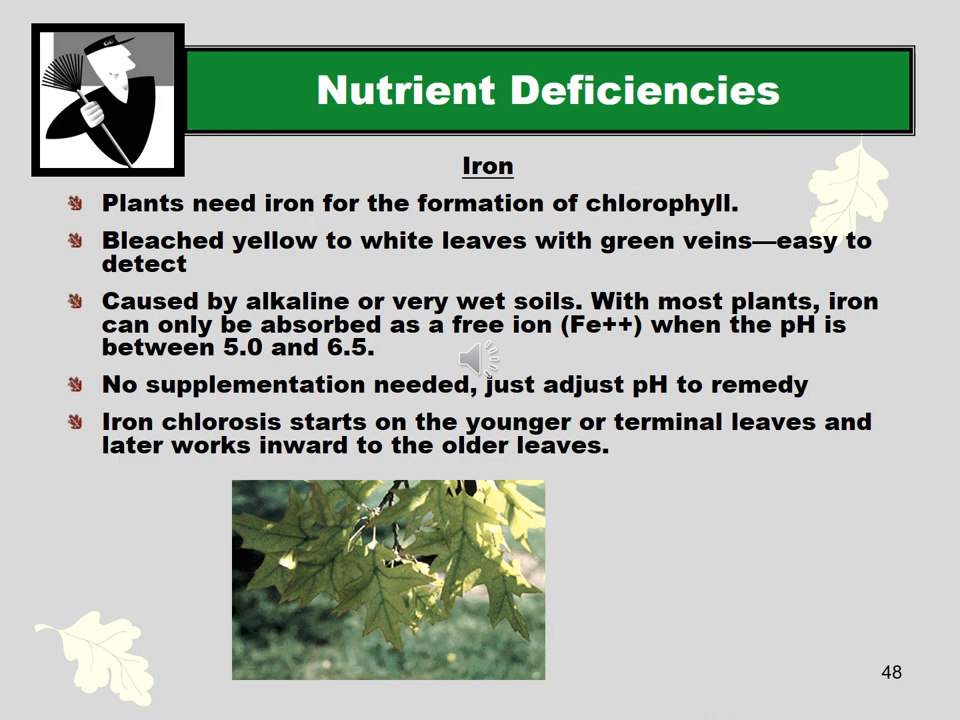 Nutrient Deficiencies
Iron
Plants need iron for the formation of chlorophyll.
Bleached yellow to white leaves with green veins—easy to
detect
Caused by alkaline or very wet soils. With most plants, iron
can only be absorbed as a free ion (Fe++) when the pH is
between 5.0 and 6.5.
No supplementation needed, just adjust pH to remedy
Iron chlorosis starts on the younger or terminal leaves and
later works inward to the older leaves.
48